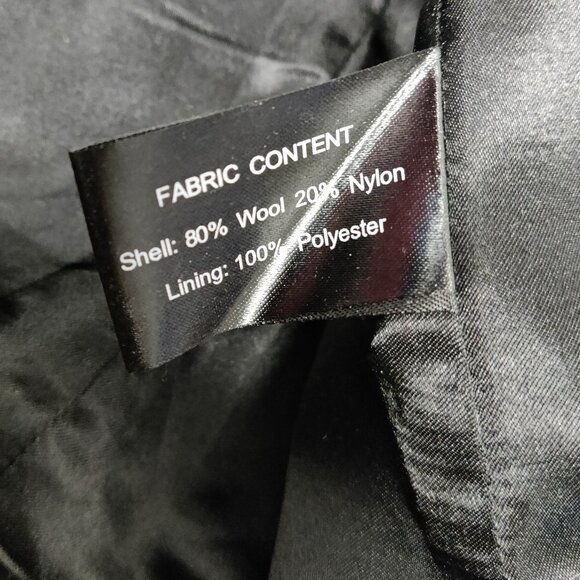 FABRIC CONTENT
Shell: 80% Wool 20% Nylon
Lining: 100% Polyester